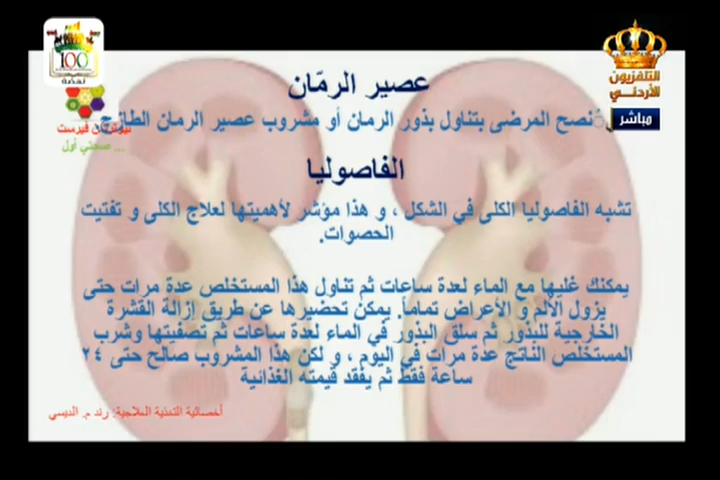 100
نهضة
التلفزيون
الأردني
مباشر
فيرست
... صحتي أول
عصير الرمّان
نصح المرضى بتناول بذور الرمان أو مشروب عصير الرمان الطازج.
الفاصوليا
تشبه الفاصوليا الكلى في الشكل ، و هذا مؤشر لأهميتها لعلاج الكلى و تفتيت
الحصوات.
يمكنك غليها مع الماء لعدة ساعات ثم تناول هذا المستخلص عدة مرات حتى
يزول الألم و الأعراض تماماً. يمكن تحضيرها عن طريق إزالة القشرة
الخارجية للبذور ثم سلق البذور في الماء لعدة ساعات ثم تصفيتها وشرب
المستخلص الناتج عدة مرات في اليوم ، و لكن هذا المشروب صالح حتى ٢٤
ساعة فقط ثم يفقد قيمته الغذائية
أخصائية التغذية العلاجية: رند م. الديسي